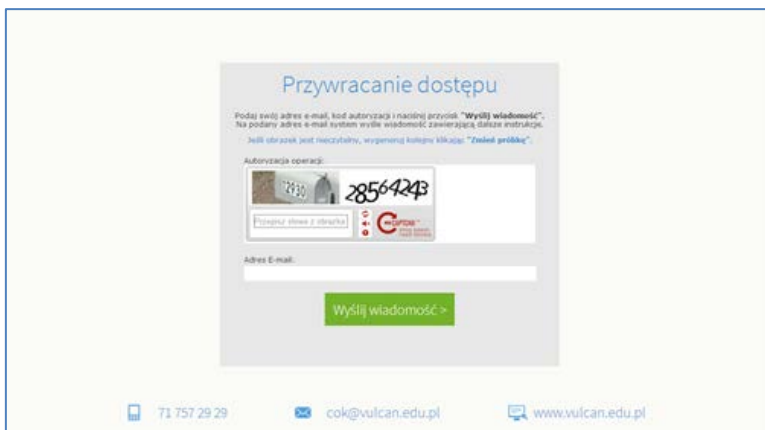 Przywracanie dostępu
Podaj swój adres e-mail, kod autoryzacji i naciśnij przycisk "Wyślij wiadomość".
Na podany adres e-mail system wyśle wiadomość zawierającą dalsze instrukcje.
Jeśli obrazek jest nieczytelny, wygeneruj kolejny klikając "Zmień próbkę".
Autoryzacja operacji:
2930 28564243
Przepisz słowa z obrazka
Adres E-mail:
Wyślij wiadomość >
71 757 29 29 cok@vulcan.edu.pl www.vulcan.edu.pl